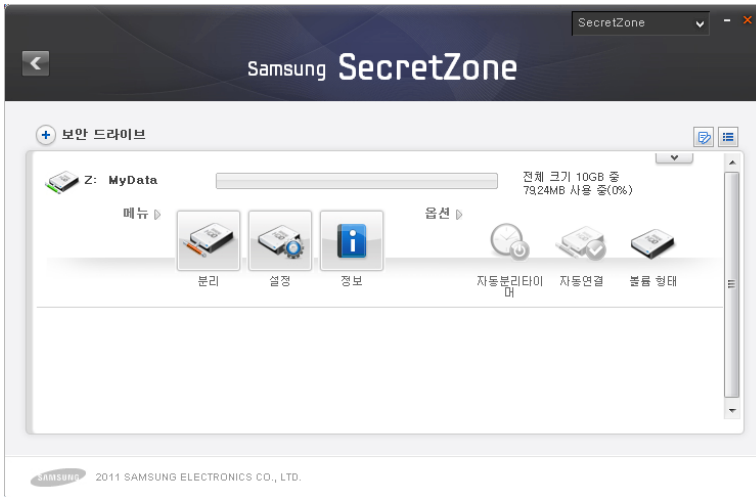 SecretZone
Samsung SecretZone
보안 드라이브
Z: MyData
전체 크기 10GB 중
79,24MB 사용 중(0%)
메뉴
옵션
분리
설정
정보
자동분리타이
머
자동연결
볼륨 형태
SAMSUNG 2011 SAMSUNG ELECTRONICS CO., LTD.